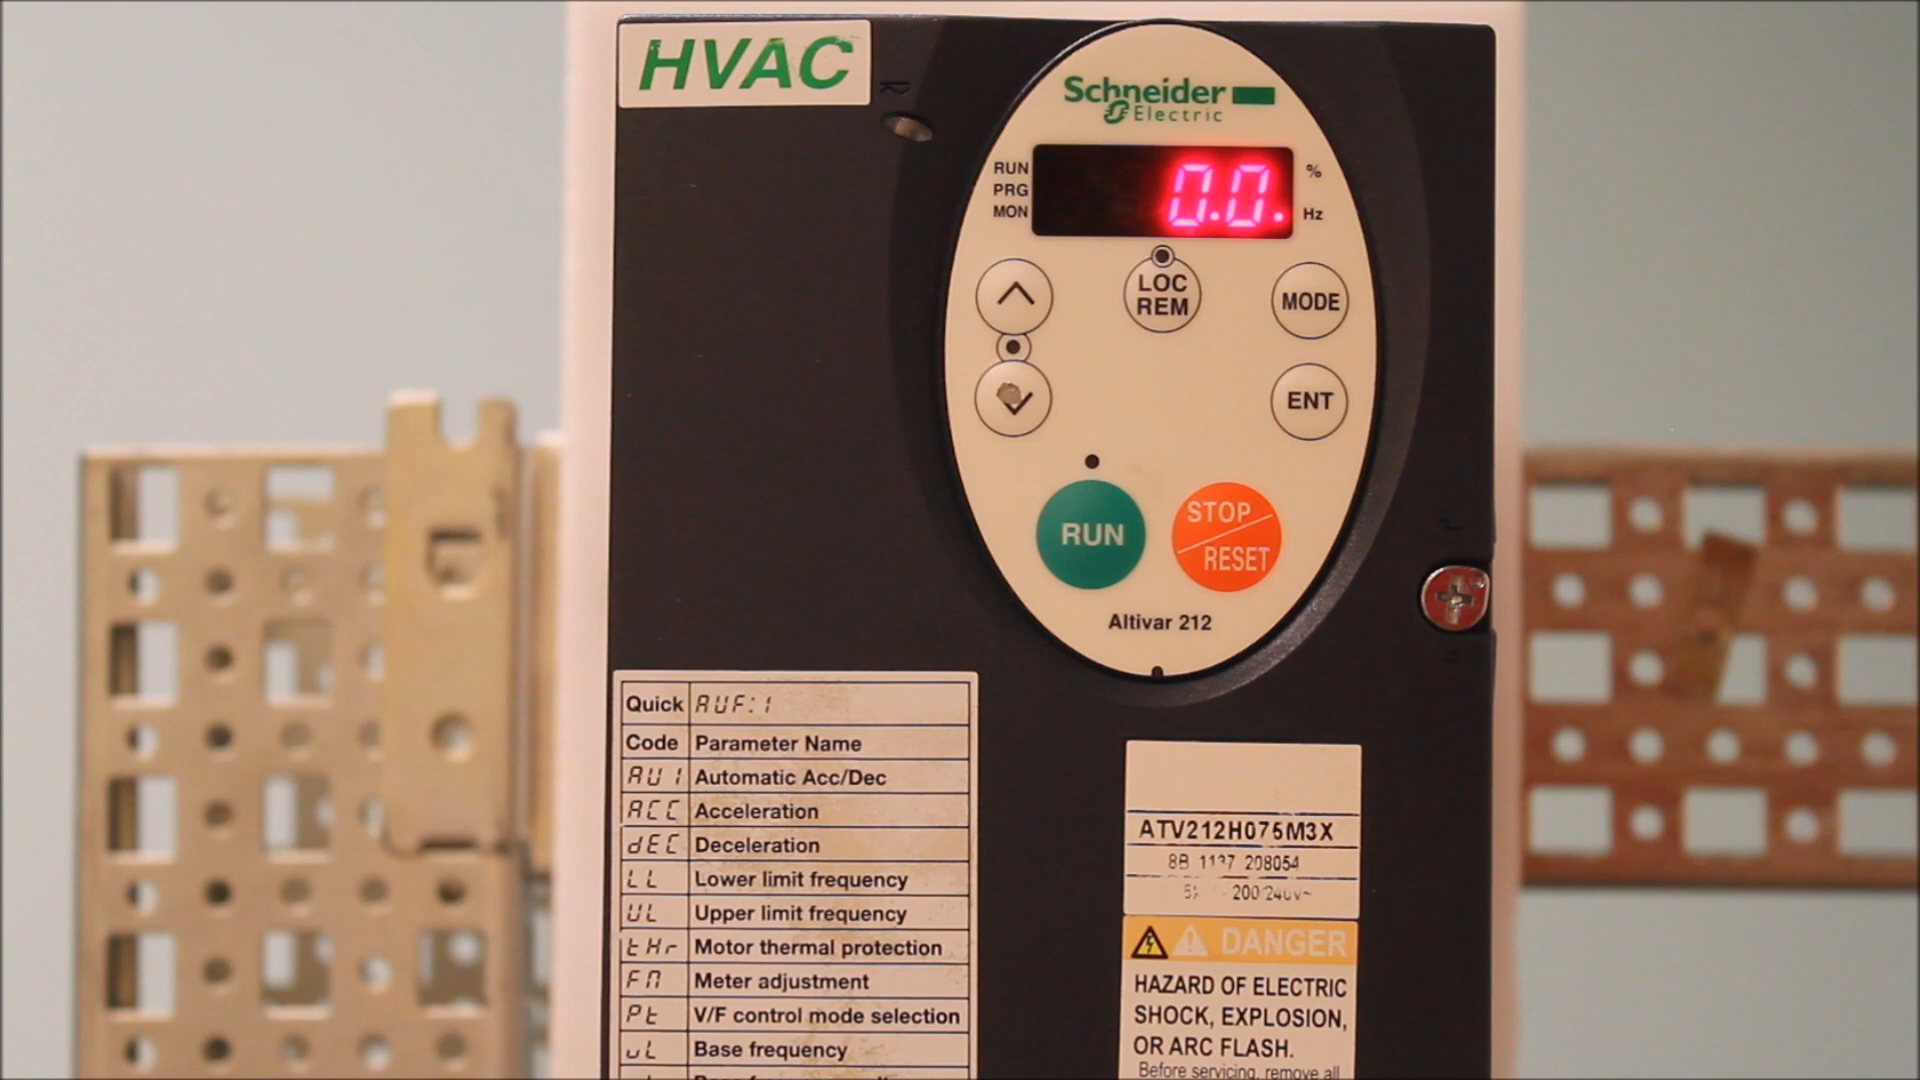 HVAC
Schneider
Electric
RUN
PRG
MON
0.0.
%
Hz
LOC
REM
MODE
ENT
RUN
STOP
RESET
Altivar 212
Quick AUF:1
Code Parameter Name
AU1 Automatic Acc/Dec
ACC Acceleration
dEC Deceleration
LL Lower limit frequency
UL Upper limit frequency
tHr Motor thermal protection
FM Meter adjustment
Pt V/F control mode selection
uL Base frequency
ATV212H075M3X
8B 208054
200/240V~
DANGER
HAZARD OF ELECTRIC
SHOCK, EXPLOSION,
OR ARC FLASH.
Before servicing, remove all